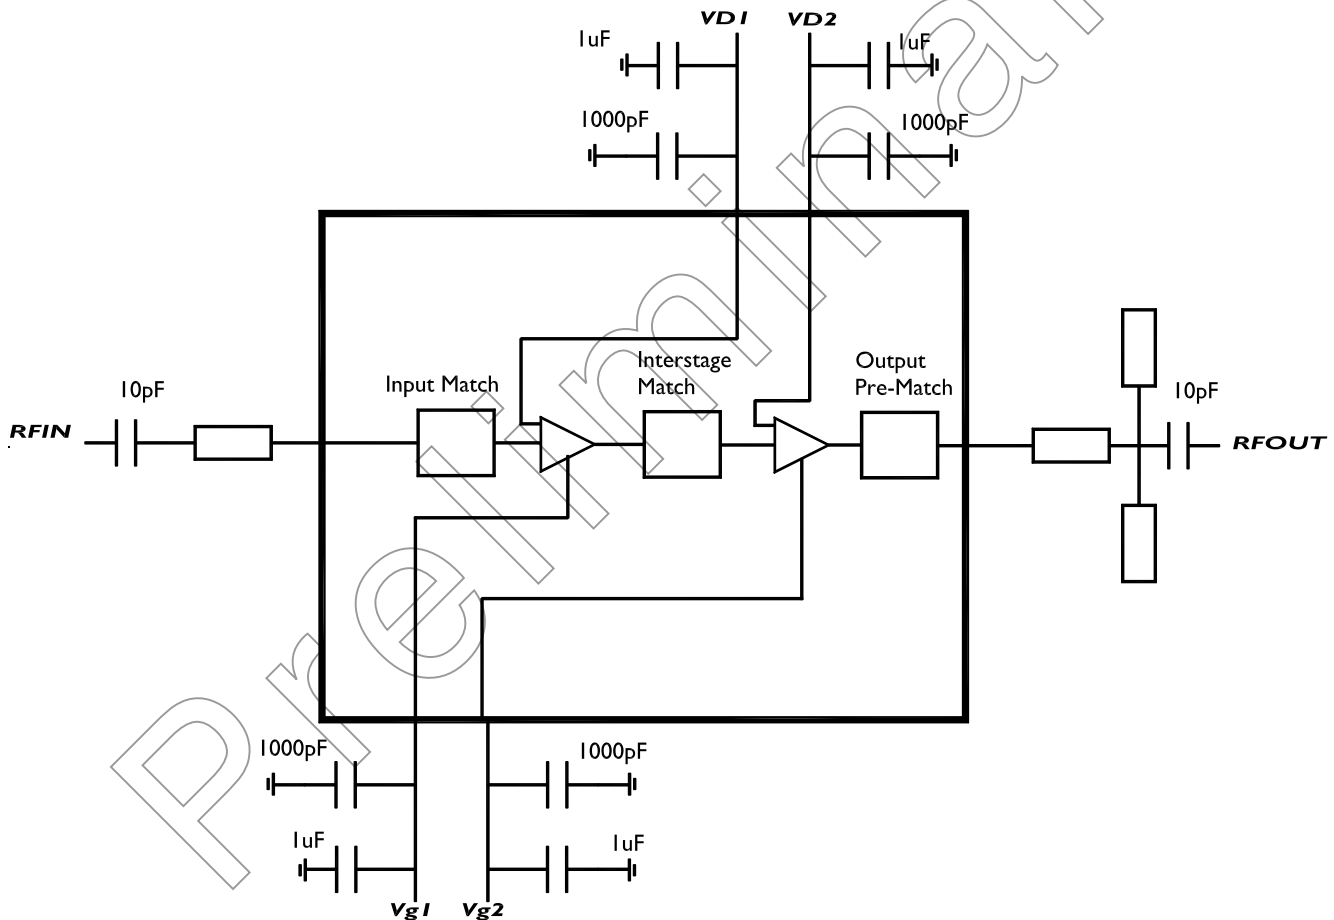 VD1 VD2
1uF 1uF
1000pF 1000pF
Interstage
Match
Output
Pre-Match
Input Match
10pF 10pF
RFIN RFOUT
1000pF 1000pF
1uF 1uF
Vg1 Vg2
Prelimina